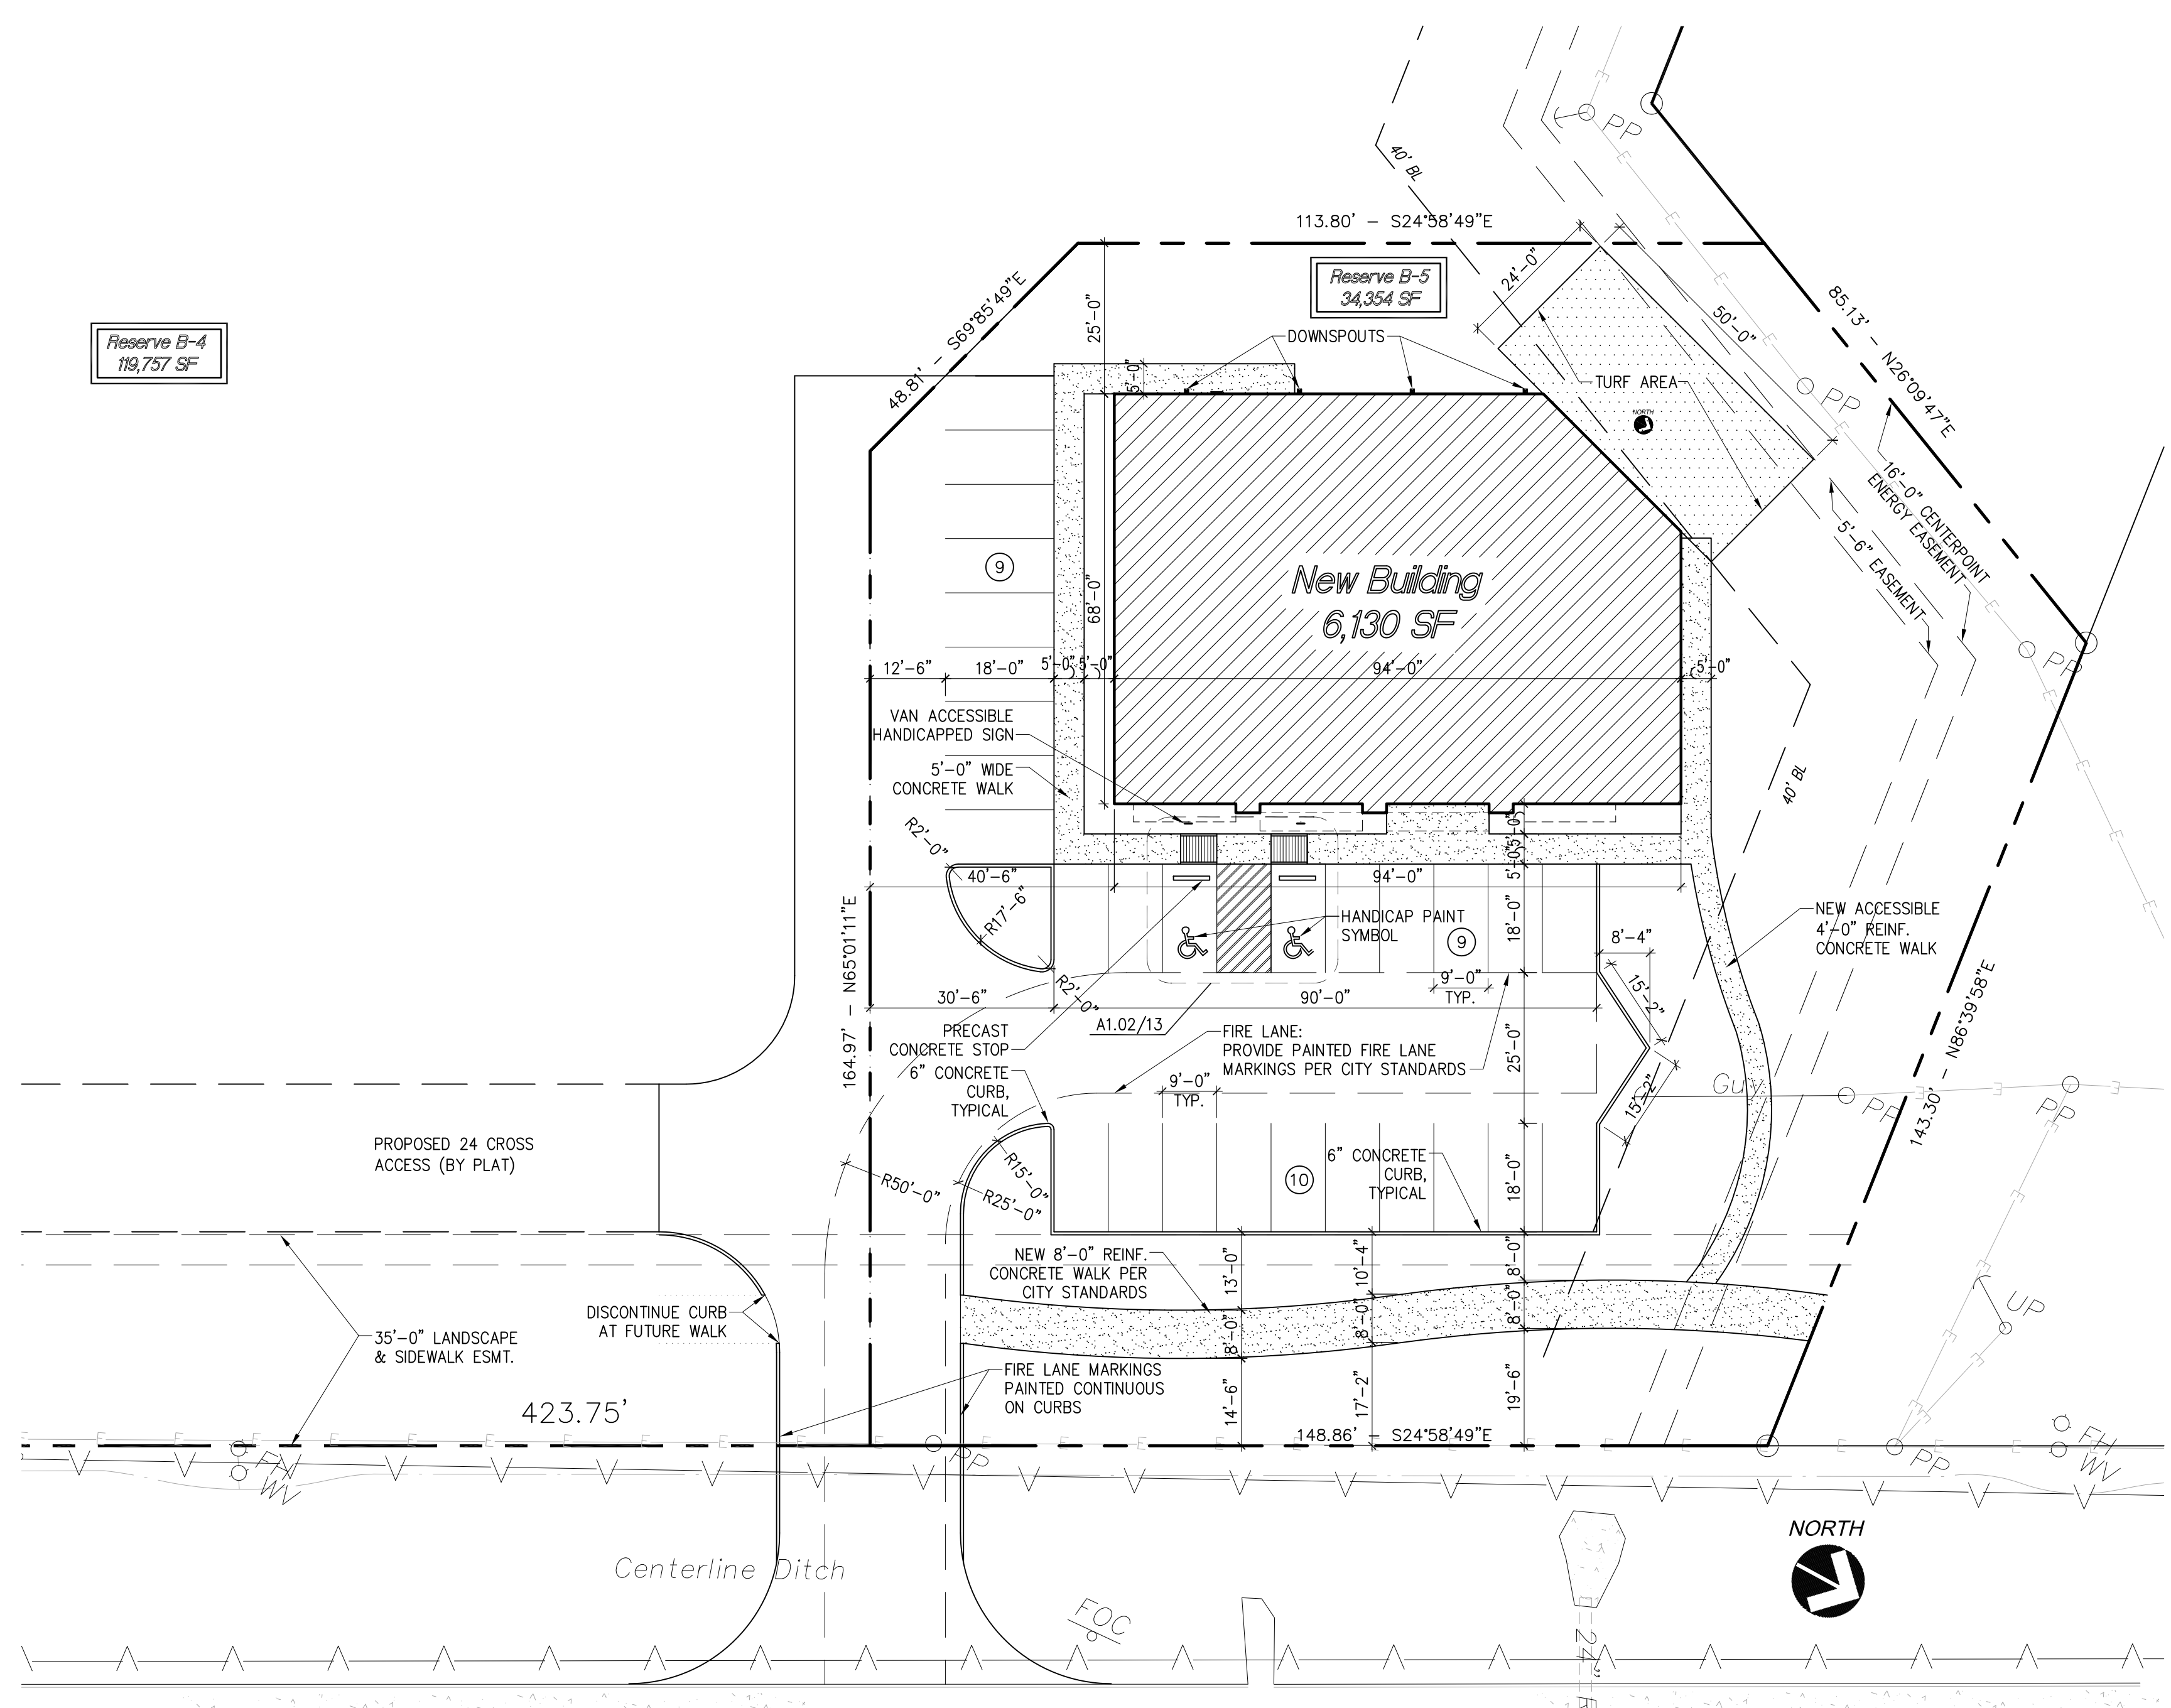 PP
40' BL
113.80' – S24°58'49"E
Reserve B-5
34,354 SF
24'-0"
50'-0"
85.13' – N26°09'47"E
48.81' – S69°85'49"E
25'-0"
DOWNSPOUTS
Reserve B-4
119,757 SF
5'-0"
TURF AREA
NORTH
PP
16'-0" CENTERPOINT
ENERGY EASEMENT
5'-6" EASEMENT
9
New Building
6,130 SF
68'-0"
PP
12'-6"
18'-0"
5'-0"
5'-0"
94'-0"
5'-0"
VAN ACCESSIBLE
HANDICAPPED SIGN
5'-0" WIDE
CONCRETE WALK
40' BL
R2'-0"
5'-0"
5'-0"
40'-6"
94'-0"
R17'-6"
HANDICAP PAINT
SYMBOL
9
18'-0"
8'-4"
NEW ACCESSIBLE
4'-0" REINF.
CONCRETE WALK
164.97' – N65°01'11"E
R2'-0"
9'-0"
TYP.
15'-2"
30'-6"
90'-0"
143.30' – N86°39'58"E
A1.02/13
PRECAST
CONCRETE STOP
FIRE LANE:
PROVIDE PAINTED FIRE LANE
MARKINGS PER CITY STANDARDS
25'-0"
6" CONCRETE
CURB,
TYPICAL
9'-0"
TYP.
15'-2"
Guy
PP
PP
PROPOSED 24 CROSS
ACCESS (BY PLAT)
R15'-0"
R50'-0"
R25'-0"
10
6" CONCRETE
CURB,
TYPICAL
18'-0"
NEW 8'-0" REINF.
CONCRETE WALK PER
CITY STANDARDS
13'-0"
10'-4"
8'-0"
DISCONTINUE CURB
AT FUTURE WALK
8'-0"
8'-0"
8'-0"
UP
35'-0" LANDSCAPE
& SIDEWALK ESMT.
FIRE LANE MARKINGS
PAINTED CONTINUOUS
ON CURBS
14'-6"
17'-2"
19'-6"
423.75'
148.86' – S24°58'49"E
FH
WV
PP
PP
FH
WV
NORTH
Centerline Ditch
FOC
24"